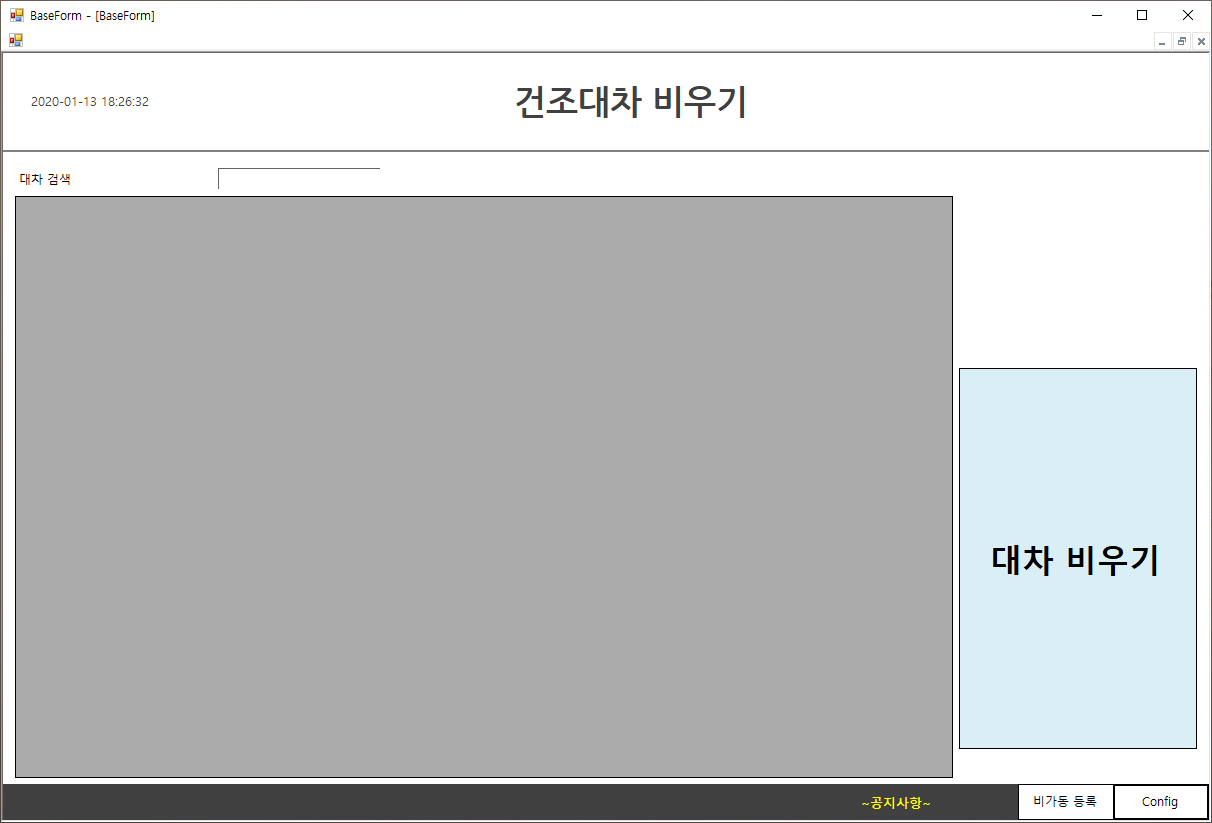 BaseForm - [BaseForm]
2020-01-13 18:26:32
건조대차 비우기
대차 검색
대차 비우기
~공지사항~
비가동 등록
Config